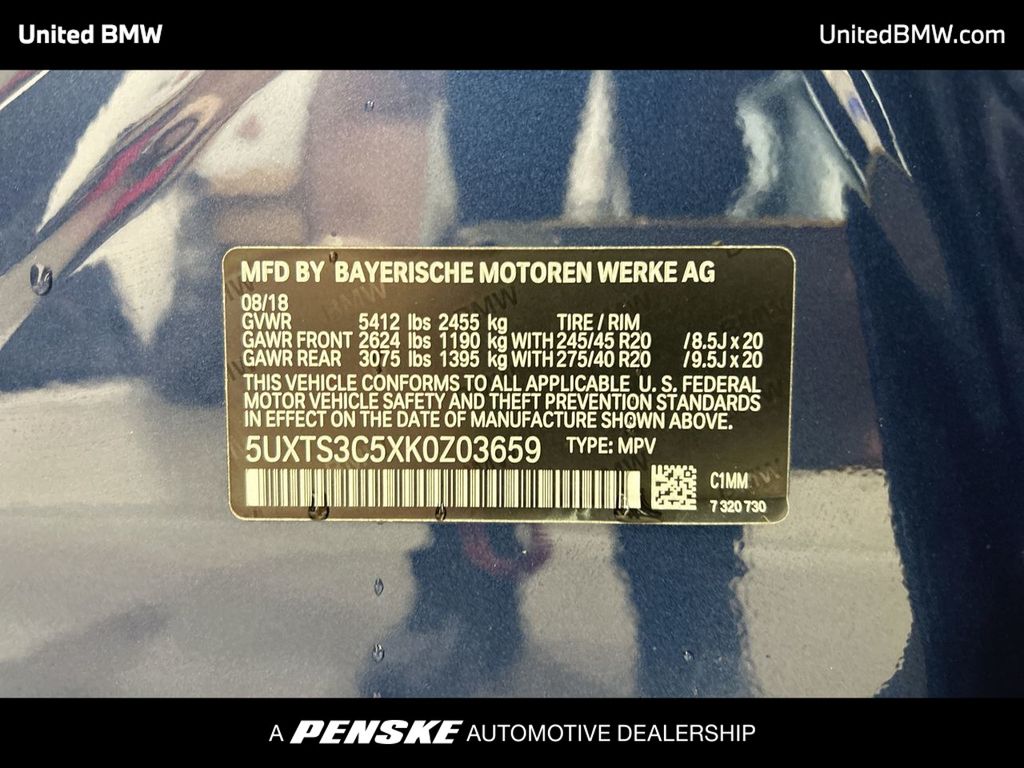 United BMW
UnitedBMW.com
MFD BY BAYERISCHE MOTOREN WERKE AG
08/18
GVWR 5412 lbs 2455 kg TIRE / RIM
GAWR FRONT 2624 lbs 1190 kg WITH 245/45 R20 /8.5J x 20
GAWR REAR 3075 lbs 1395 kg WITH 275/40 R20 /9.5J x 20
THIS VEHICLE CONFORMS TO ALL APPLICABLE U. S. FEDERAL
MOTOR VEHICLE SAFETY AND THEFT PREVENTION STANDARDS
IN EFFECT ON THE DATE OF MANUFACTURE SHOWN ABOVE.
5UXTS3C5XK0Z03659 TYPE: MPV
C1MM
7 320 730
A PENSKE AUTOMOTIVE DEALERSHIP